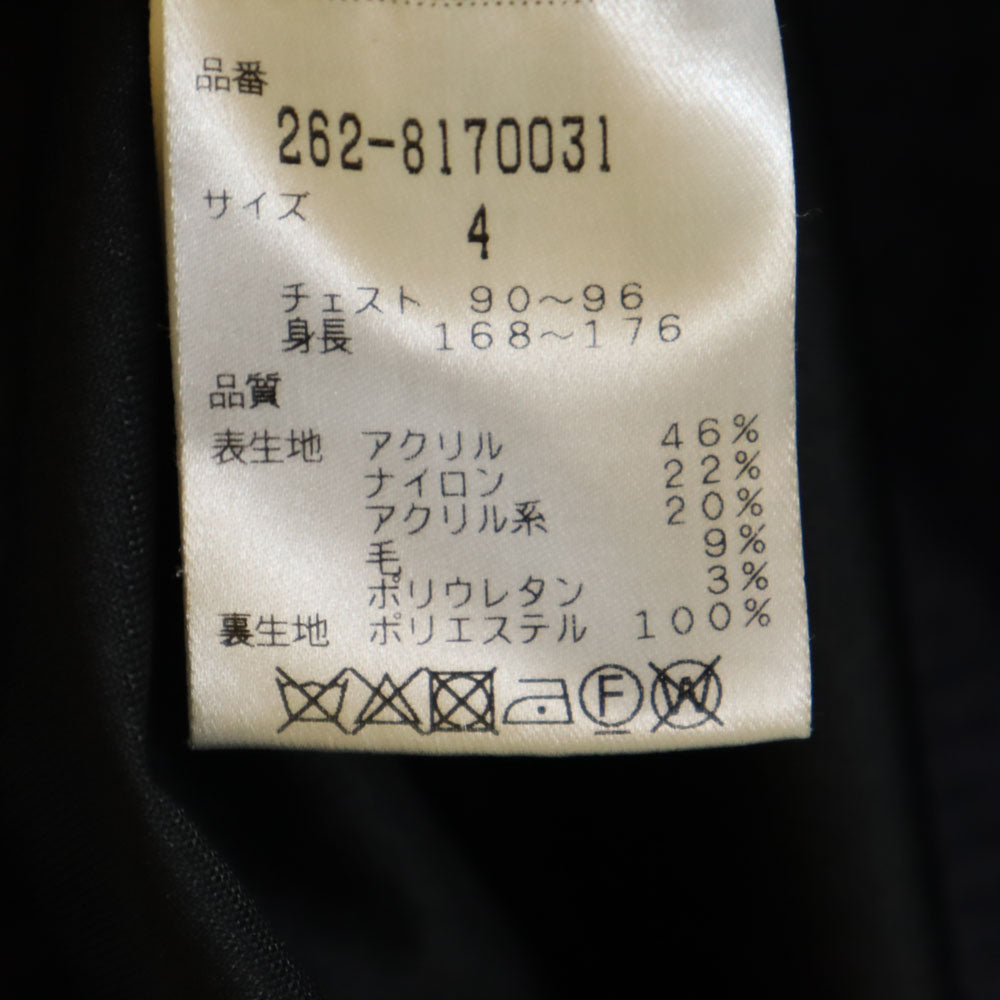 品番
262-8170031
サイズ
4
チェスト 90～96
身長 168～176
品質
表生地 アクリル 46%
ナイロン 22%
アクリル系 20%
毛 9%
ポリウレタン 3%
裏生地 ポリエステル 100%
F W